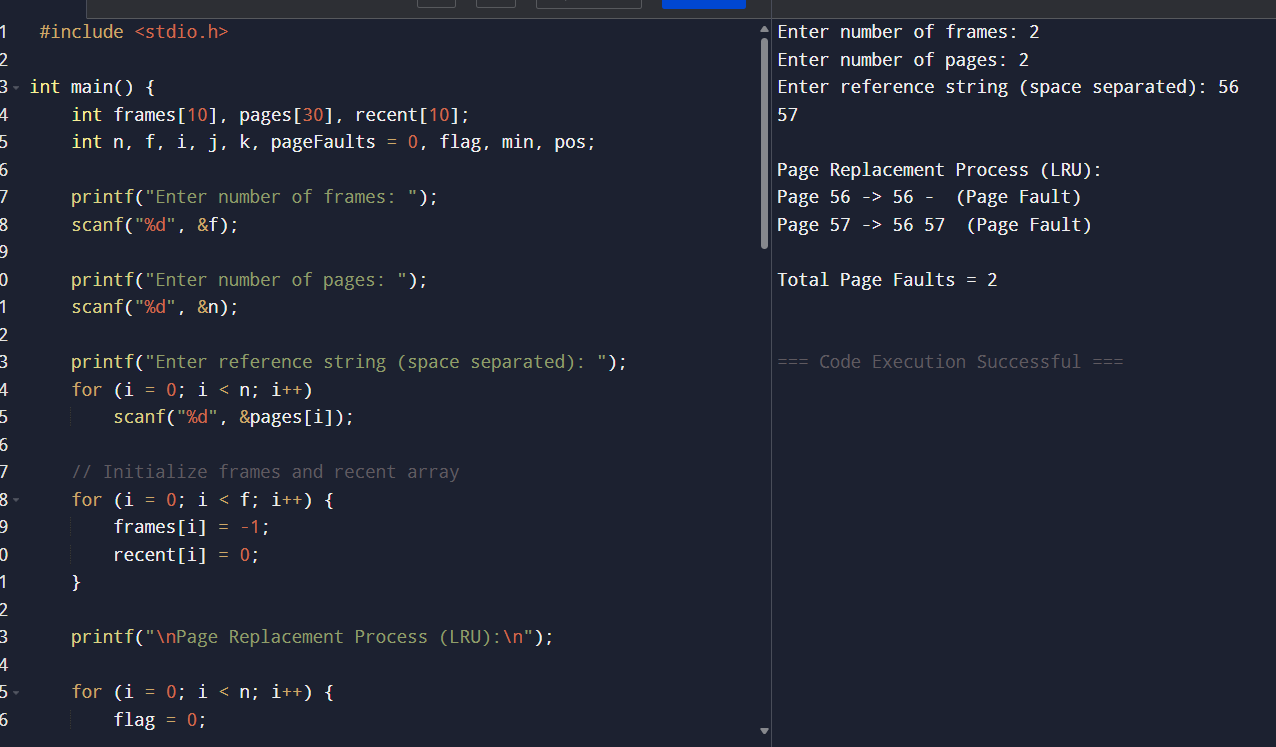 1 #include <stdio.h>
2
3 int main() {
4     int frames[10], pages[30], recent[10];
5     int n, f, i, j, k, pageFaults = 0, flag, min, pos;
6
7     printf("Enter number of frames: ");
8     scanf("%d", &f);
9
0     printf("Enter number of pages: ");
1     scanf("%d", &n);
2
3     printf("Enter reference string (space separated): ");
4     for (i = 0; i < n; i++)
5         scanf("%d", &pages[i]);
6
7     // Initialize frames and recent array
8     for (i = 0; i < f; i++) {
9         frames[i] = -1;
0         recent[i] = 0;
1     }
2
3     printf("\nPage Replacement Process (LRU):\n");
4
5     for (i = 0; i < n; i++) {
6         flag = 0;
Enter number of frames: 2
Enter number of pages: 2
Enter reference string (space separated): 56
57

Page Replacement Process (LRU):
Page 56 -> 56 -  (Page Fault)
Page 57 -> 56 57  (Page Fault)

Total Page Faults = 2

=== Code Execution Successful ===